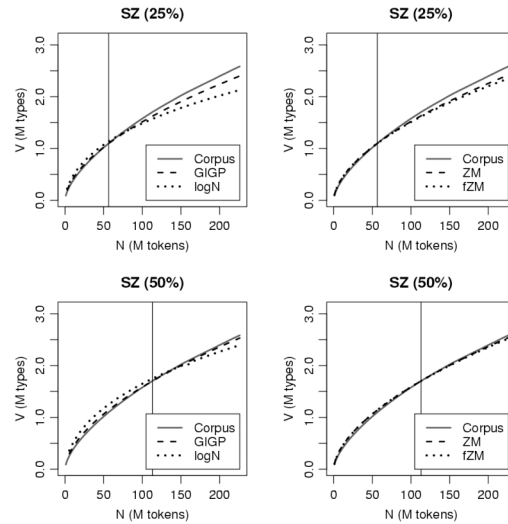 SZ (25%)
V (M types)
3.0
2.0
1.0
0.0
Corpus
GIGP
logN
0 50 100 150 200
N (M tokens)
SZ (25%)
V (M types)
3.0
2.0
1.0
0.0
Corpus
ZM
fZM
0 50 100 150 200
N (M tokens)
SZ (50%)
V (M types)
3.0
2.0
1.0
0.0
Corpus
GIGP
logN
0 50 100 150 200
N (M tokens)
SZ (50%)
V (M types)
3.0
2.0
1.0
0.0
Corpus
ZM
fZM
0 50 100 150 200
N (M tokens)